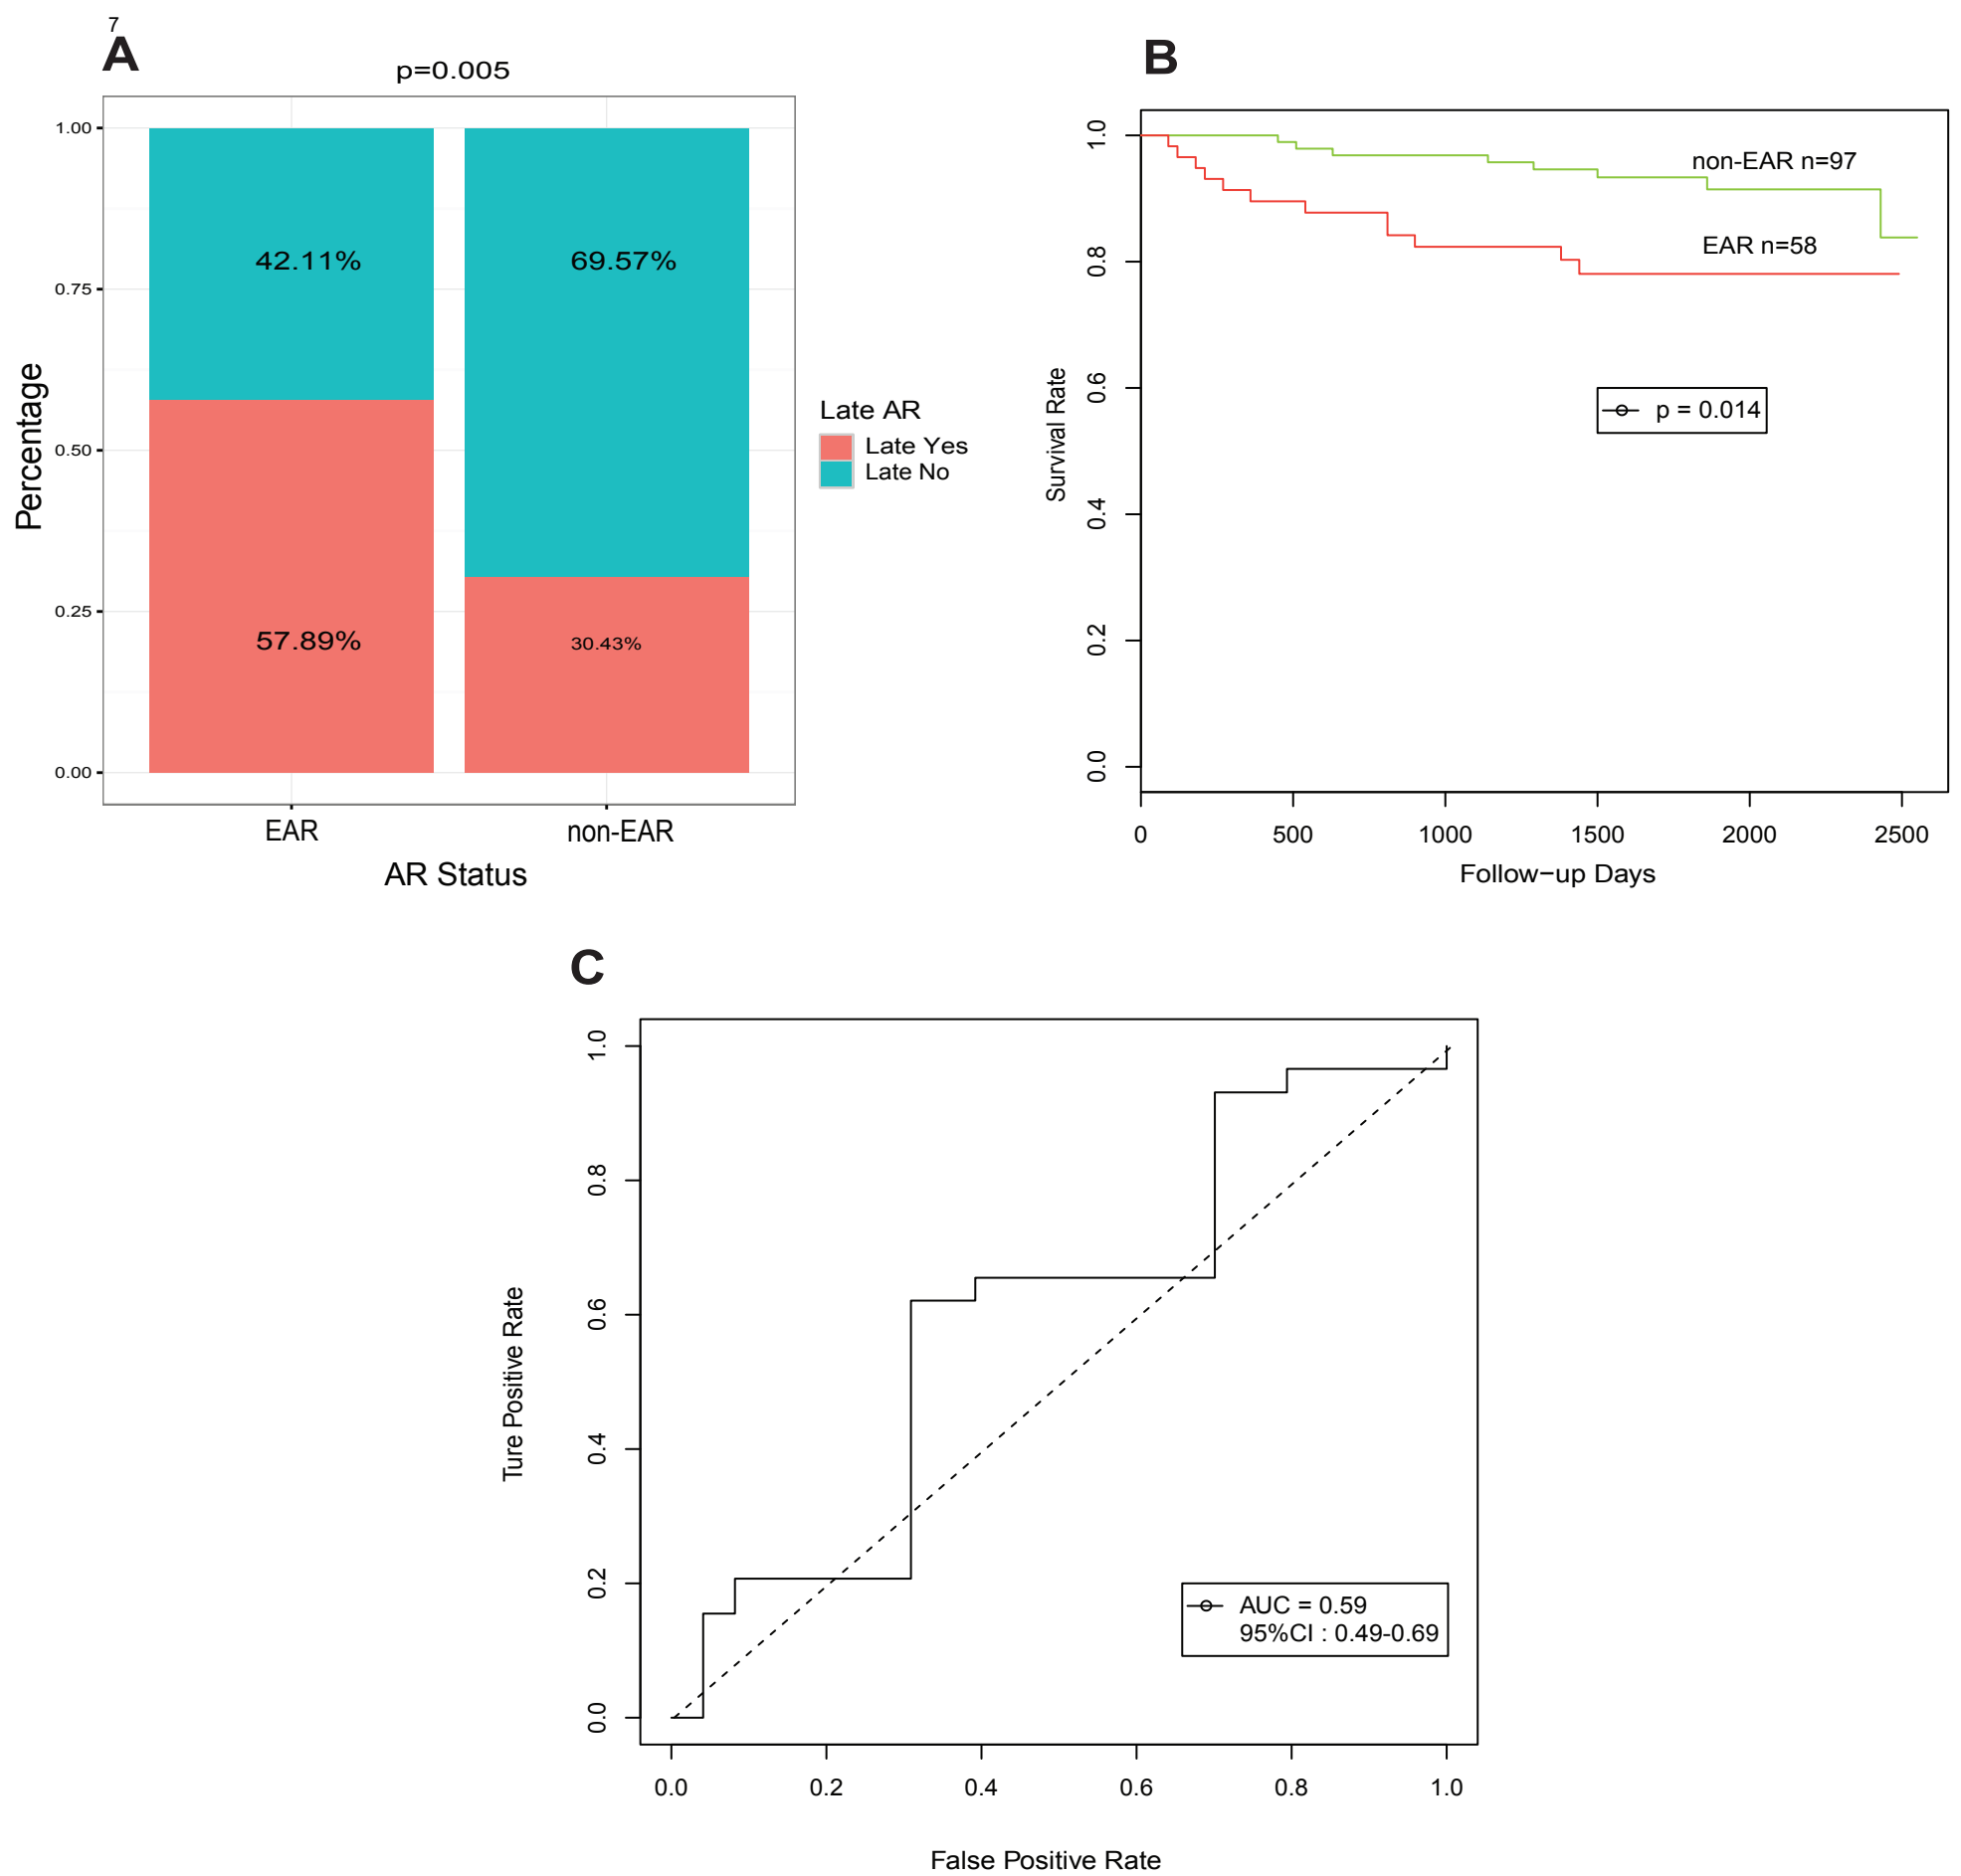 7
A
p=0.005
1.00
0.75
0.50
0.25
0.00
Percentage
42.11%
69.57%
57.89%
30.43%
EAR
non-EAR
AR Status
Late AR
Late Yes
Late No
B
1.0
0.8
0.6
0.4
0.2
0.0
Survival Rate
non-EAR n=97
EAR n=58
p = 0.014
0 500 1000 1500 2000 2500
Follow−up Days
C
1.0
0.8
0.6
0.4
0.2
0.0
Ture Positive Rate
AUC = 0.59
95%CI : 0.49-0.69
0.0 0.2 0.4 0.6 0.8 1.0
False Positive Rate